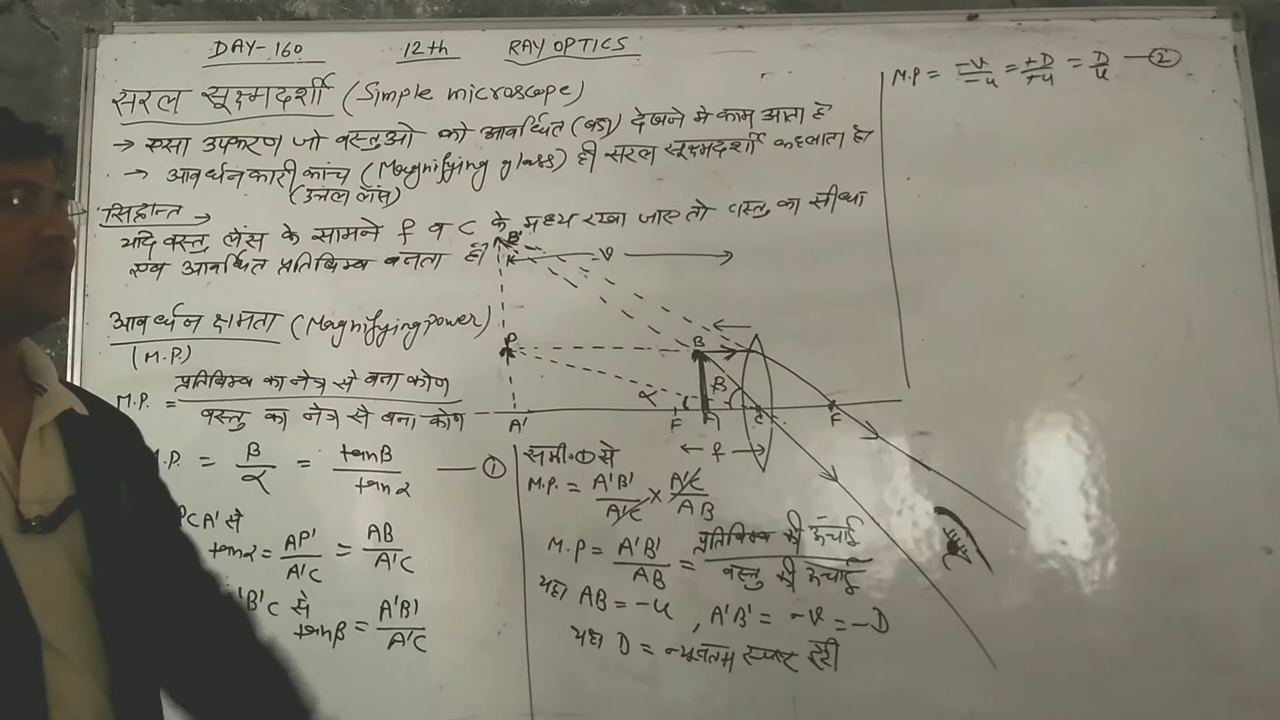 DAY-160 12th RAY OPTICS
सरल सूक्ष्मदर्शी (Simple microscope)
→ ऐसा उपकरण जो वस्तुओ को आवर्धित (बडा) देखने मे काम आता है
→ आवर्धनकारी कांच (Magnifying glass) ही सरल सूक्ष्मदर्शी कहलाता है
(उत्तल लेंस)
सिद्धान्त →
यदि वस्तु लेंस के सामने f व C के मध्य रखा जाए तो वस्तु का सीधा
एवं आवर्धित प्रतिबिम्ब बनता है
आवर्धन क्षमता (Magnifying power)
(M.P.)
M.P. = प्रतिबिम्ब का नेत्र से बना कोण / वस्तु का नेत्र से बना कोण
M.P. = β/α = tanβ/tanα — ①
PCA' से
tanα = AP'/A'C = AB/A'C
'B'C से
tanβ = A'B'/A'C
B'
v
P
B
β
α
A'
F
C
F
← f →
समी.① से
M.P. = A'B'/A'C × A'C/AB
M.P = A'B'/AB = प्रतिबिम्ब की ऊंचाई / वस्तु की ऊंचाई
यहा AB = -u , A'B' = -v = -D
यहा D = न्यूनतम स्पष्ट दूरी
M.P = -v/-u = +D/+u = D/u — ②